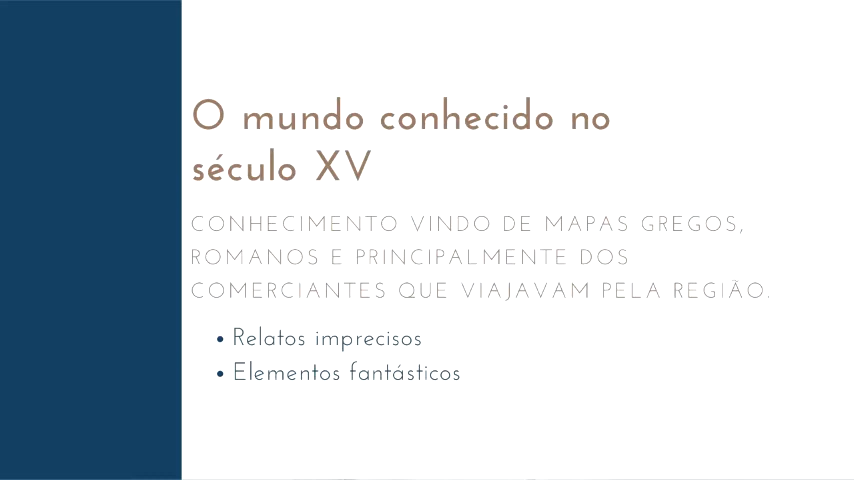 O mundo conhecido no
século XV
CONHECIMENTO VINDO DE MAPAS GREGOS,
ROMANOS E PRINCIPALMENTE DOS
COMERCIANTES QUE VIAJAVAM PELA REGIÃO.
• Relatos imprecisos
• Elementos fantásticos